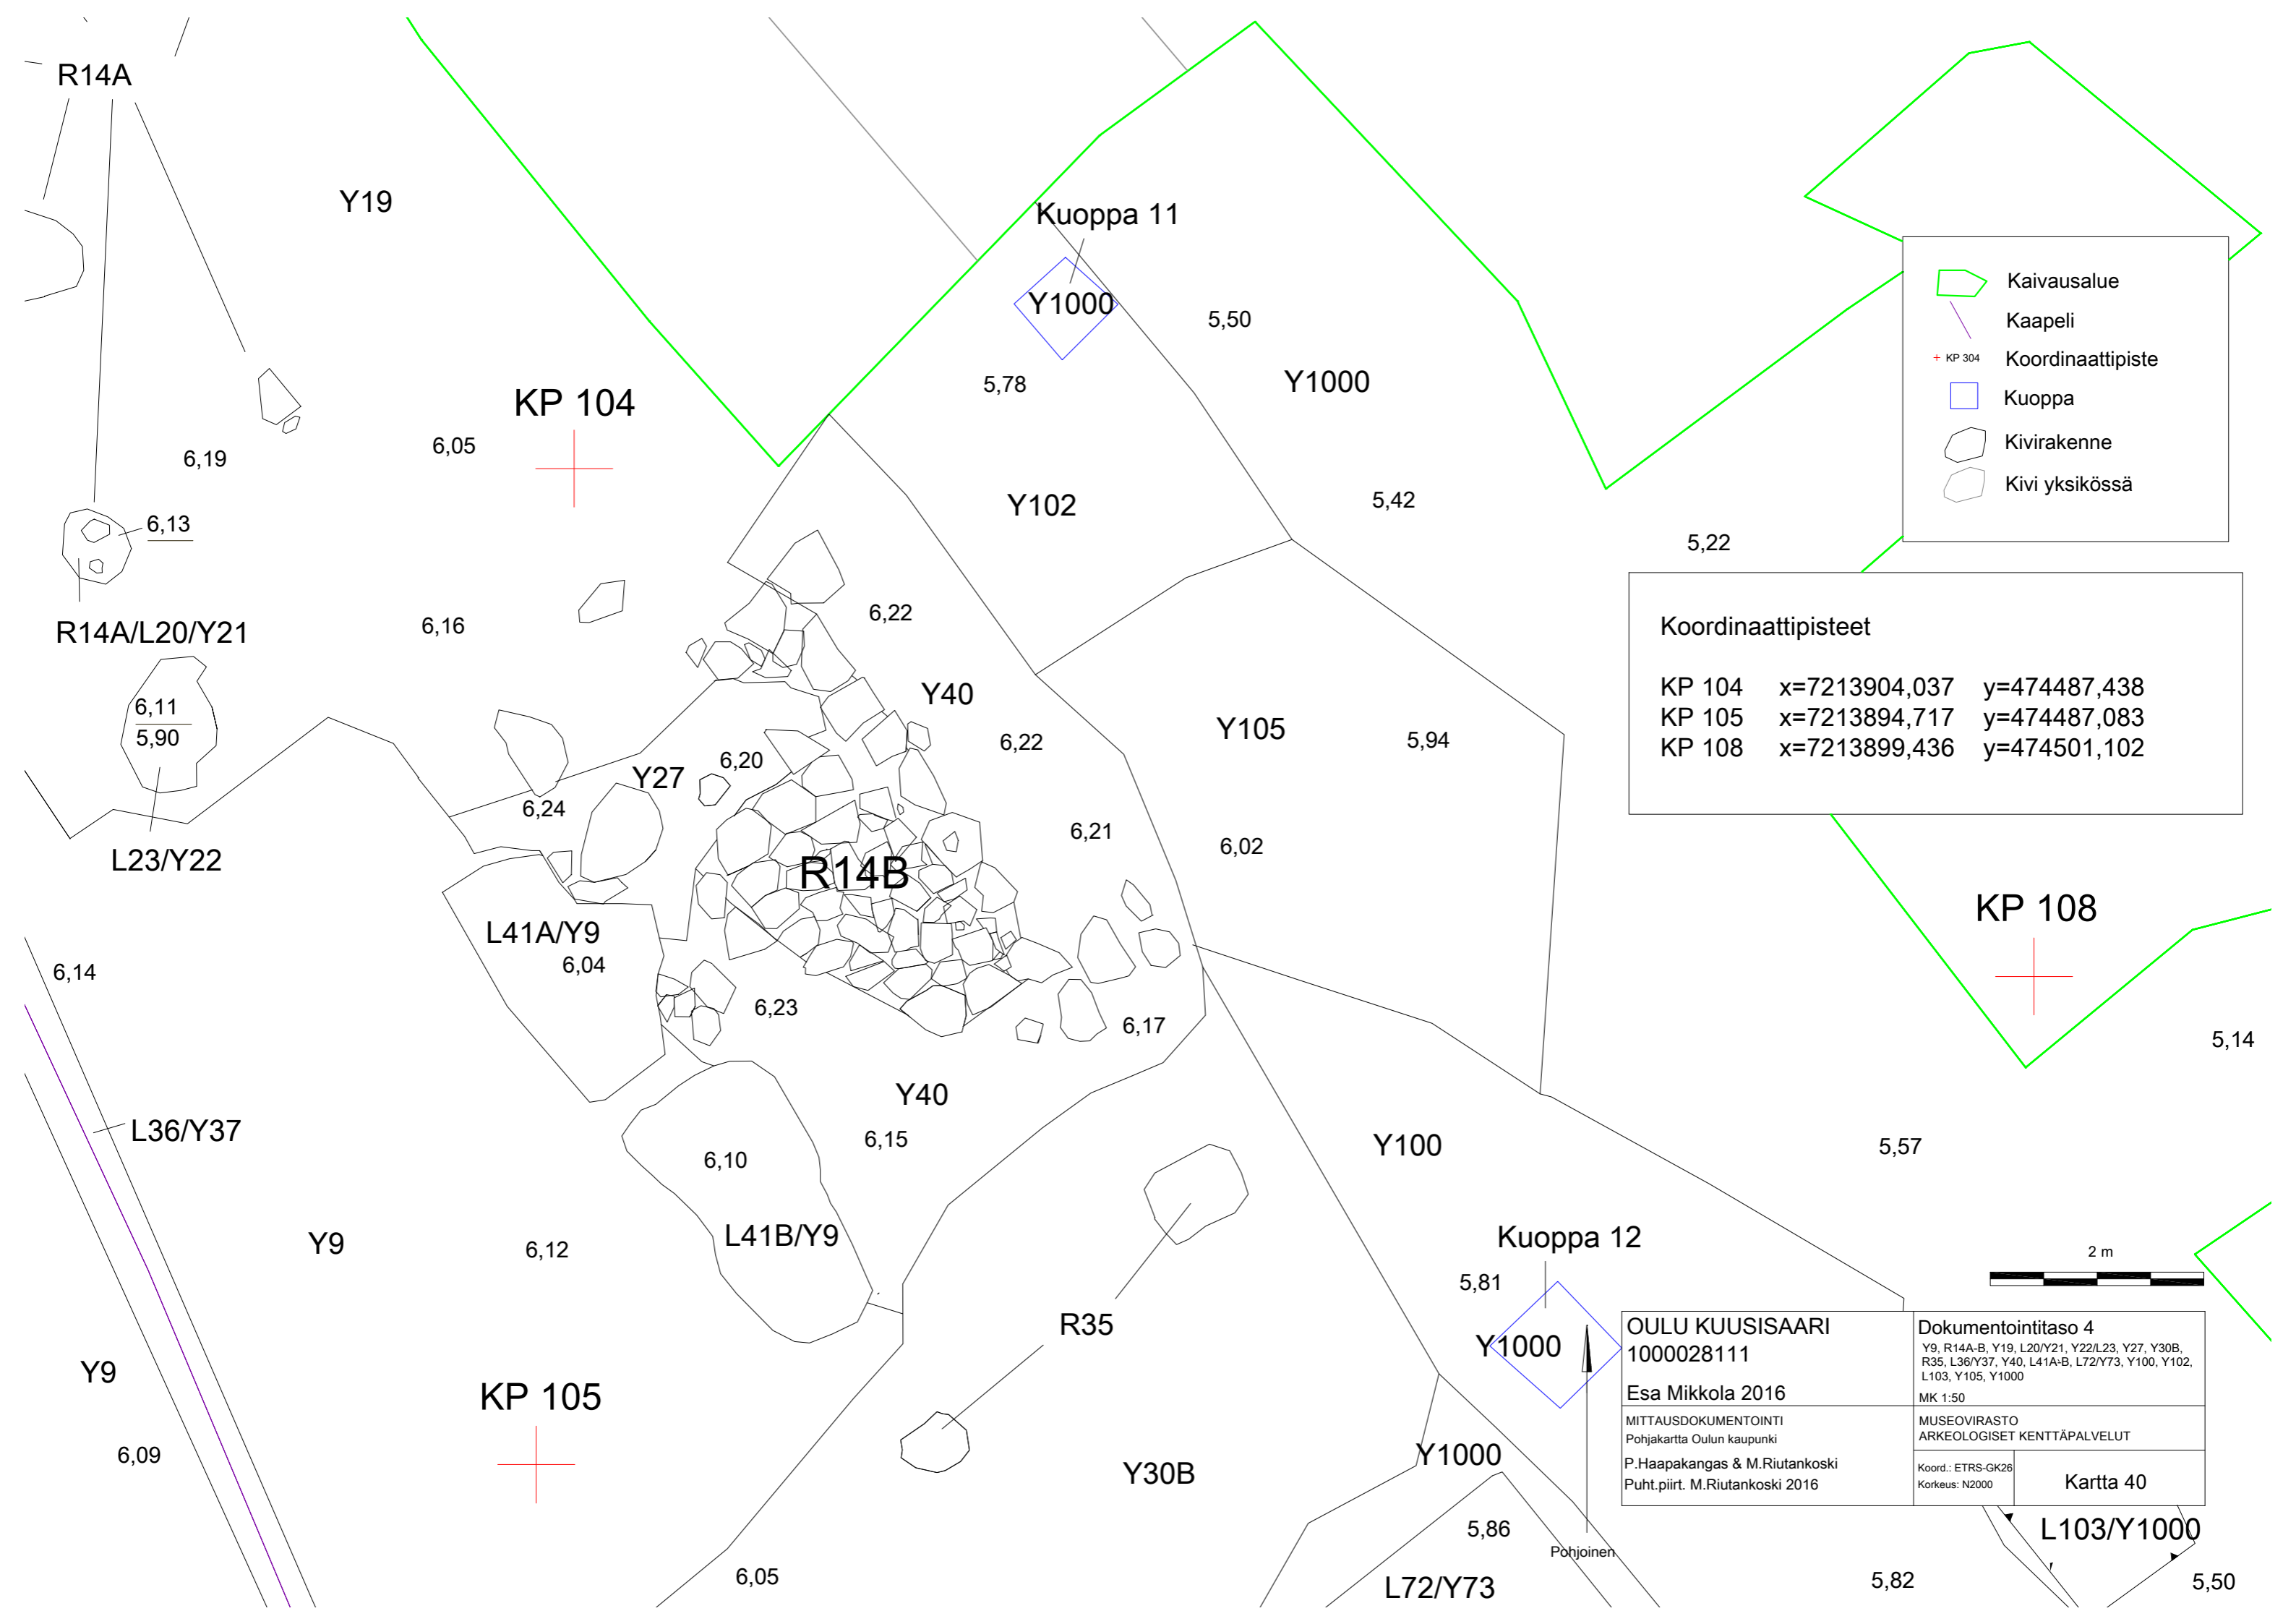 R14A
Y19
Kuoppa 11
Y1000
5,50
5,78
Y1000
KP 104
6,05
6,19
6,13
Y102
5,42
5,22
Kaivausalue
Kaapeli
KP 304
Koordinaattipiste
Kuoppa
Kivirakenne
Kivi yksikössä
R14A/L20/Y21
6,16
6,22
6,11
5,90
Y40
6,22
Y105
5,94
Koordinaattipisteet
KP 104 x=7213904,037 y=474487,438
KP 105 x=7213894,717 y=474487,083
KP 108 x=7213899,436 y=474501,102
Y27
6,20
6,24
6,21
6,02
L23/Y22
R14B
KP 108
L41A/Y9
6,04
6,14
6,23
6,17
5,14
Y40
6,15
L36/Y37
6,10
Y100
5,57
L41B/Y9
Y9
6,12
Kuoppa 12
5,81
Y1000
R35
2 m
Y9
KP 105
6,09
Y30B
Y1000
6,05
5,86
Pohjoinen
L72/Y73
OULU KUUSISAARI
1000028111
Esa Mikkola 2016
MITTAUSDOKUMENTOINTI
Pohjakartta Oulun kaupunki
P.Haapakangas & M.Riutankoski
Puht.piirt. M.Riutankoski 2016
Dokumentointitaso 4
Y9, R14A-B, Y19, L20/Y21, Y22/L23, Y27, Y30B,
R35, L36/Y37, Y40, L41A-B, L72/Y73, Y100, Y102,
L103, Y105, Y1000
MK 1:50
MUSEOVIRASTO
ARKEOLOGISET KENTTÄPALVELUT
Koord.: ETRS-GK26
Korkeus: N2000
Kartta 40
L103/Y1000
5,82
5,50